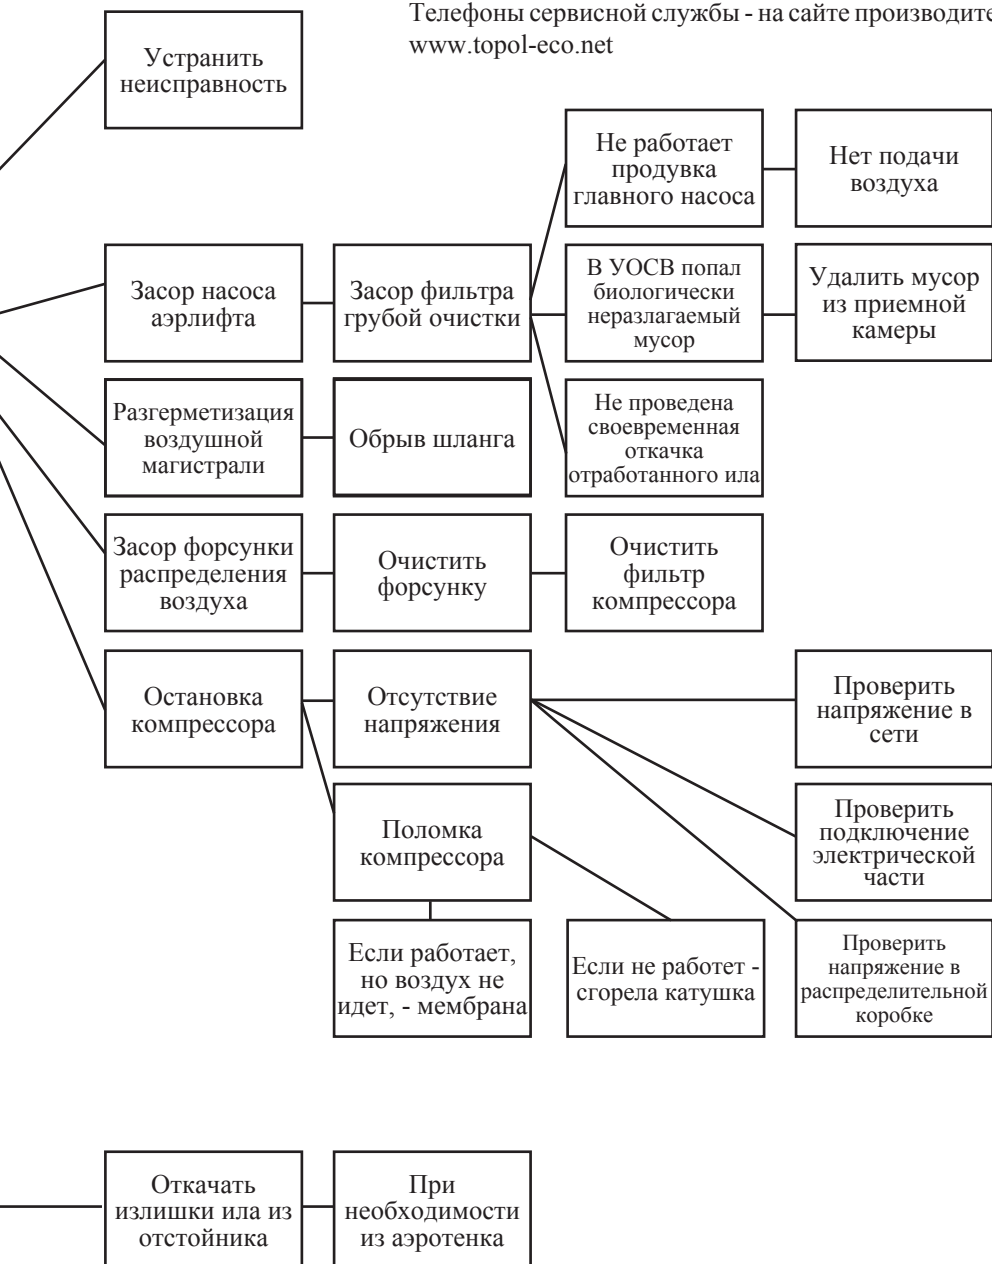 Телефоны сервисной службы - на сайте
www.topol-eco.net
Устранить
неисправность
Не работает
продувка
главного насоса
Нет подачи
воздуха
Засор насоса
аэрлифта
Засор фильтра
грубой очистки
В УОСВ попал
биологически
неразлагаемый
мусор
Удалить мусор
из приемной
камеры
Разгерметизация
воздушной
магистрали
Обрыв шланга
Не проведена
своевременная
откачка
отработанного ила
Засор форсунки
распределения
воздуха
Очистить
форсунку
Очистить
фильтр
компрессора
Остановка
компрессора
Отсутствие
напряжения
Проверить
напряжение в
сети
Поломка
компрессора
Проверить
подключение
электрической
части
Если работает,
но воздух не
идет, - мембрана
Если не работет -
сгорела катушка
Проверить
напряжение в
распределительной
коробке
Откачать
излишки ила из
отстойника
При
необходимости
из аэротенка